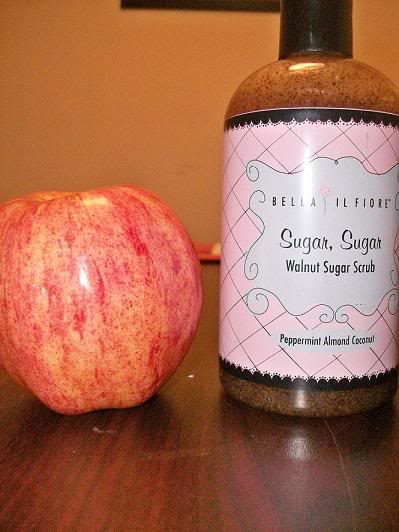 BELLA IL FIORE
Sugar, Sugar
Walnut Sugar Scrub
Peppermint Almond Coconut